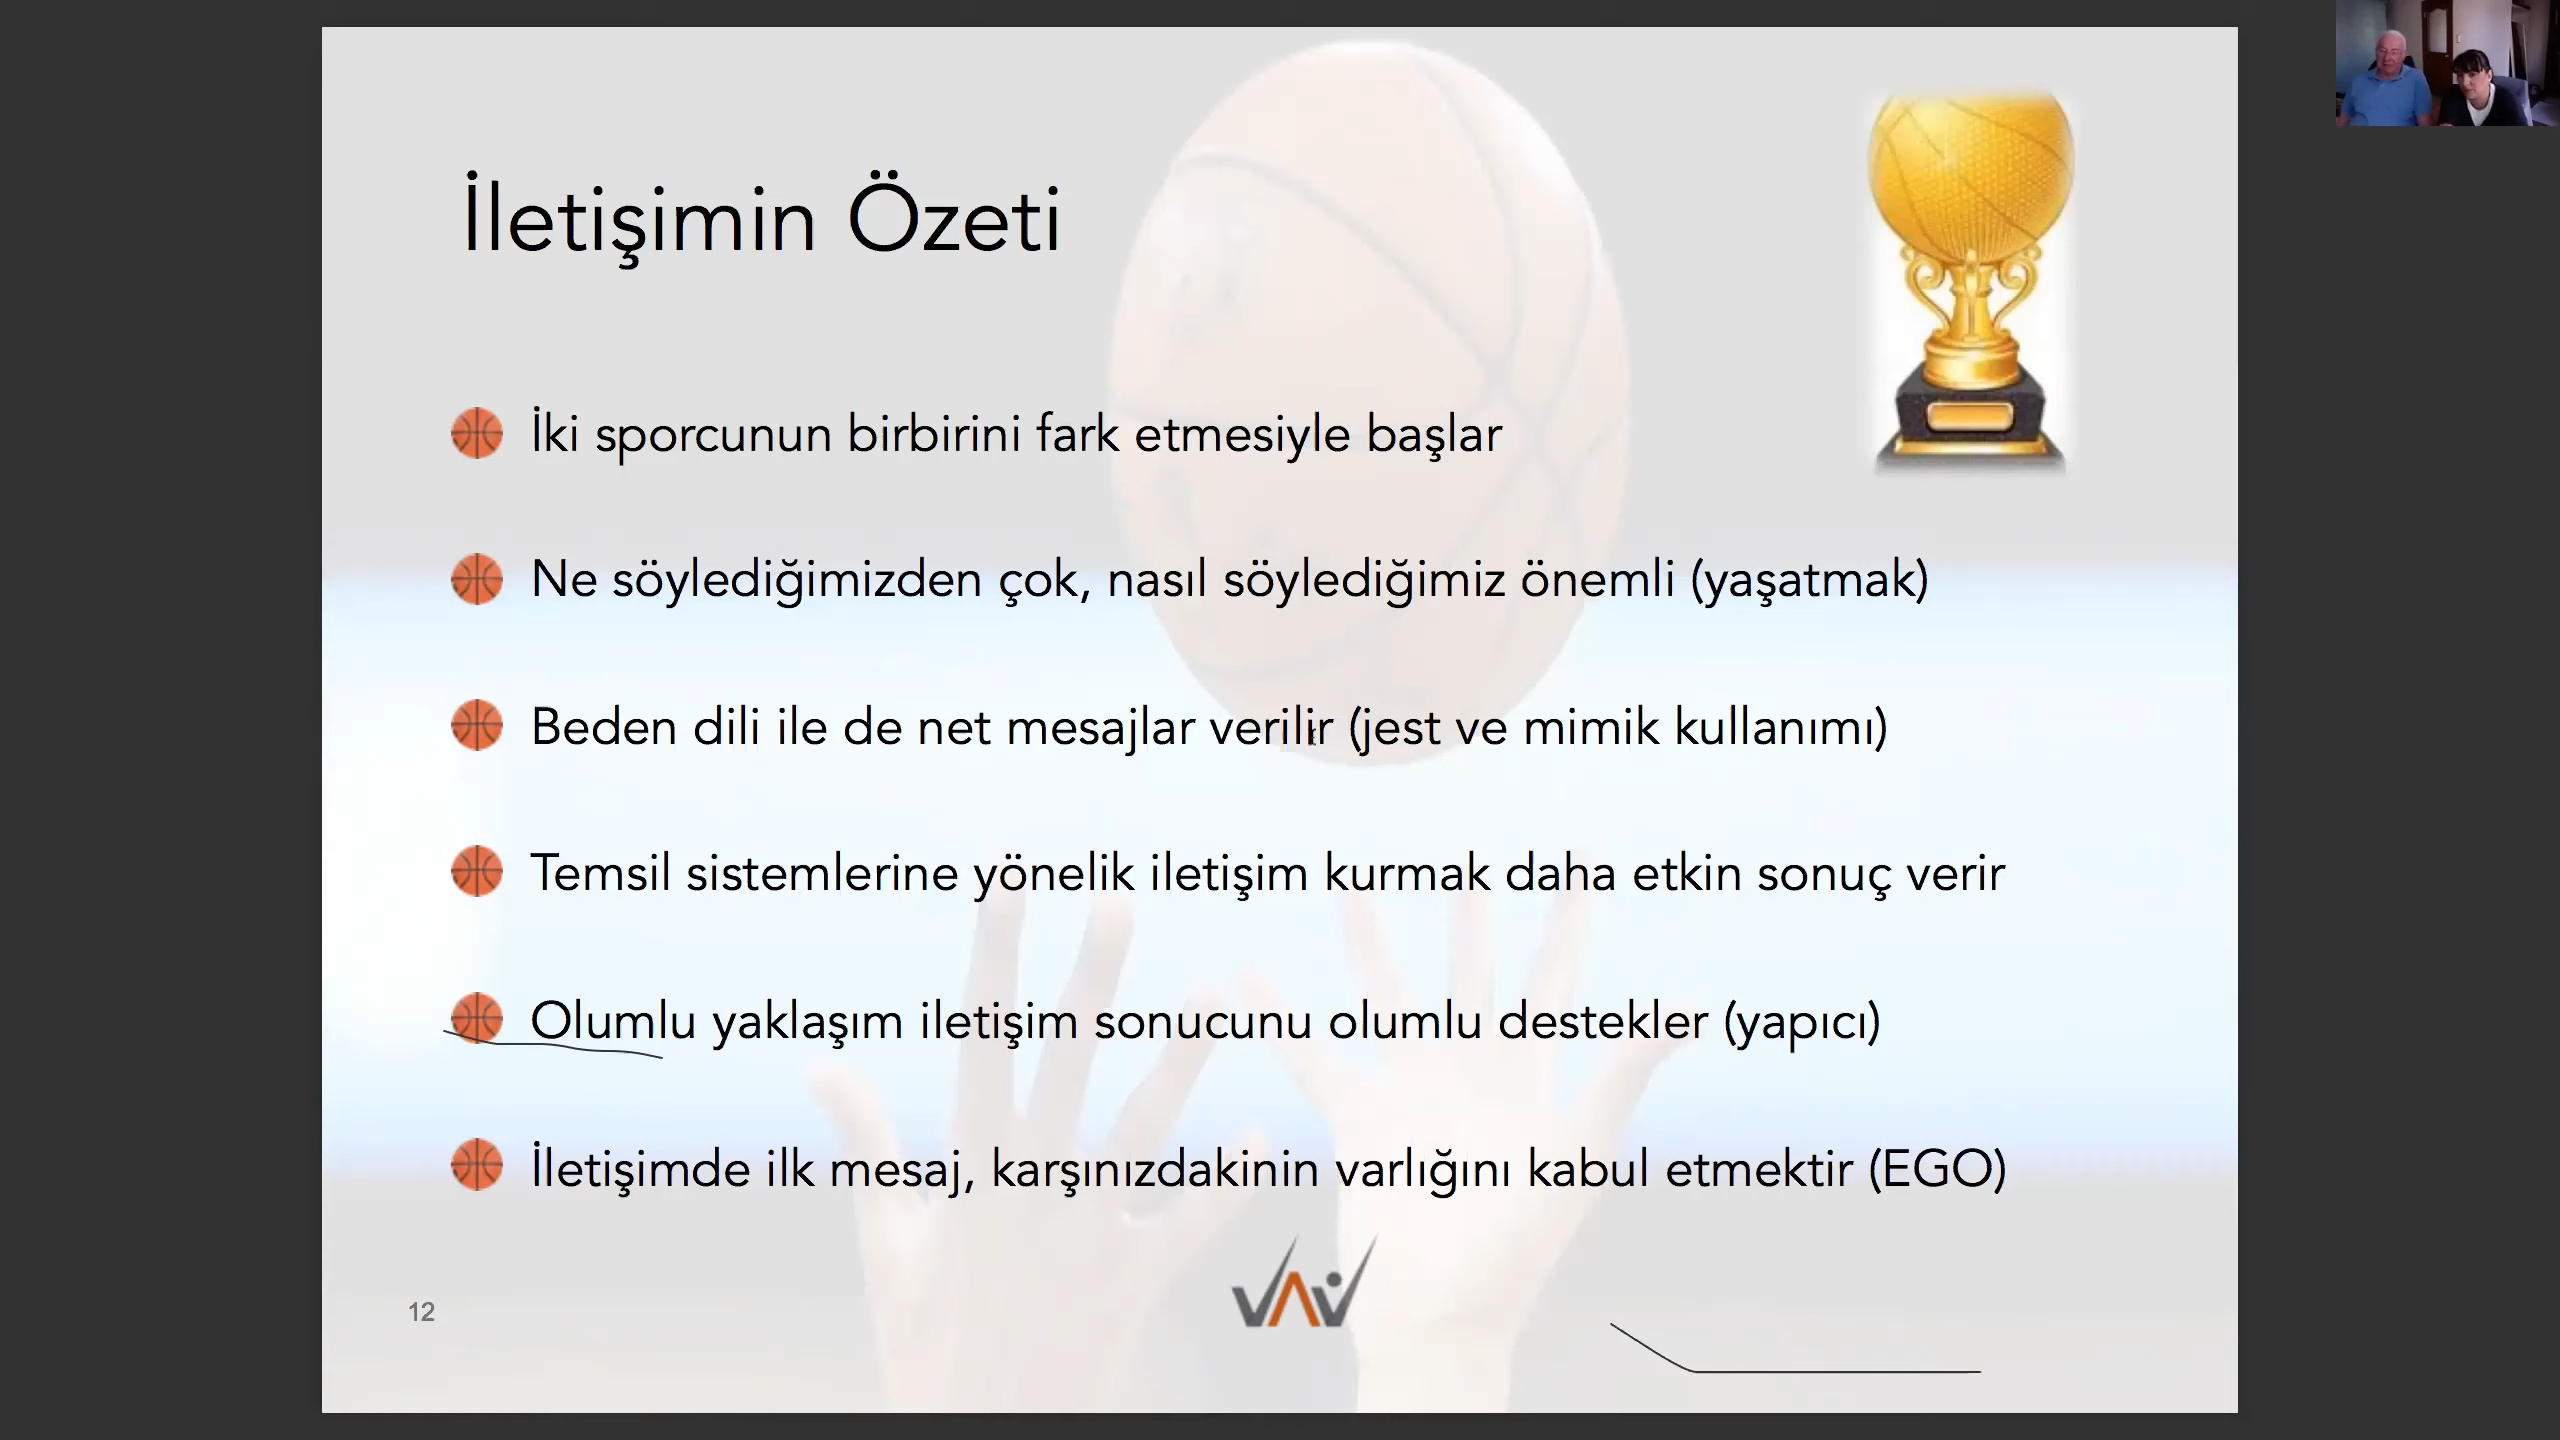 İletişimin Özeti
İki sporcunun birbirini fark etmesiyle başlar
Ne söylediğimizden çok, nasıl söylediğimiz önemli (yaşatmak)
Beden dili ile de net mesajlar verilir (jest ve mimik kullanımı)
Temsil sistemlerine yönelik iletişim kurmak daha etkin sonuç verir
Olumlu yaklaşım iletişim sonucunu olumlu destekler (yapıcı)
İletişimde ilk mesaj, karşınızdakinin varlığını kabul etmektir (EGO)
12